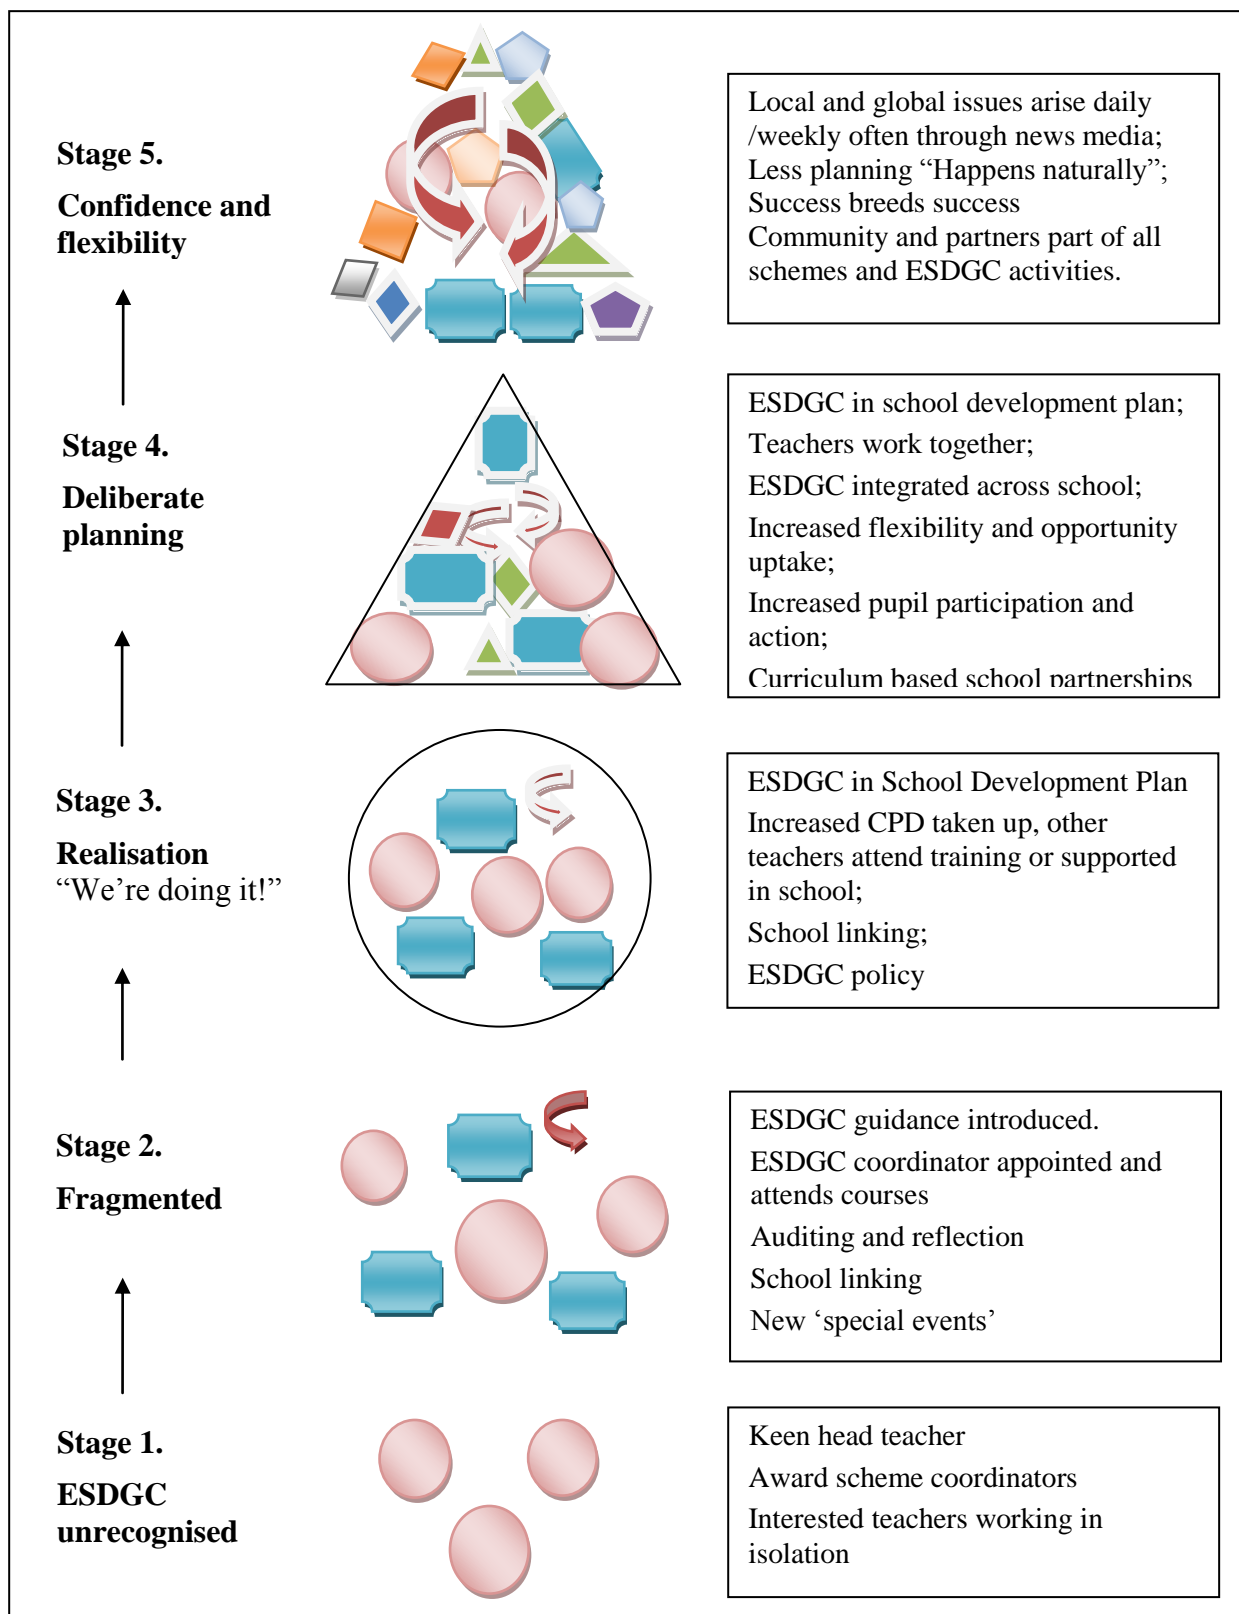 Stage 5.
Confidence and
flexibility
Local and global issues arise daily
/weekly often through news media;
Less planning “Happens naturally”;
Success breeds success
Community and partners part of all
schemes and ESDGC activities.
Stage 4.
Deliberate
planning
ESDGC in school development plan;
Teachers work together;
ESDGC integrated across school;
Increased flexibility and opportunity
uptake;
Increased pupil participation and
action;
Curriculum based school partnerships
Stage 3.
Realisation
“We’re doing it!”
ESDGC in School Development Plan
Increased CPD taken up, other
teachers attend training or supported
in school;
School linking;
ESDGC policy
Stage 2.
Fragmented
ESDGC guidance introduced.
ESDGC coordinator appointed and
attends courses
Auditing and reflection
School linking
New ‘special events’
Stage 1.
ESDGC
unrecognised
Keen head teacher
Award scheme coordinators
Interested teachers working in
isolation